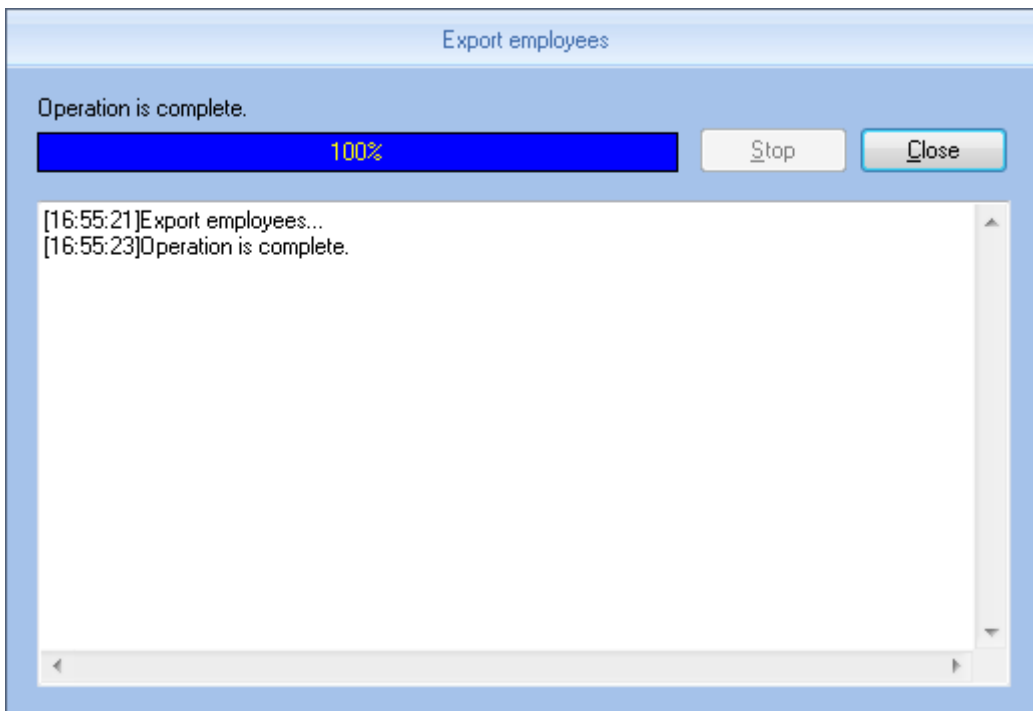 Export employees
Operation is complete.
100%
Stop
Close
[16:55:21]Export employees...
[16:55:23]Operation is complete.